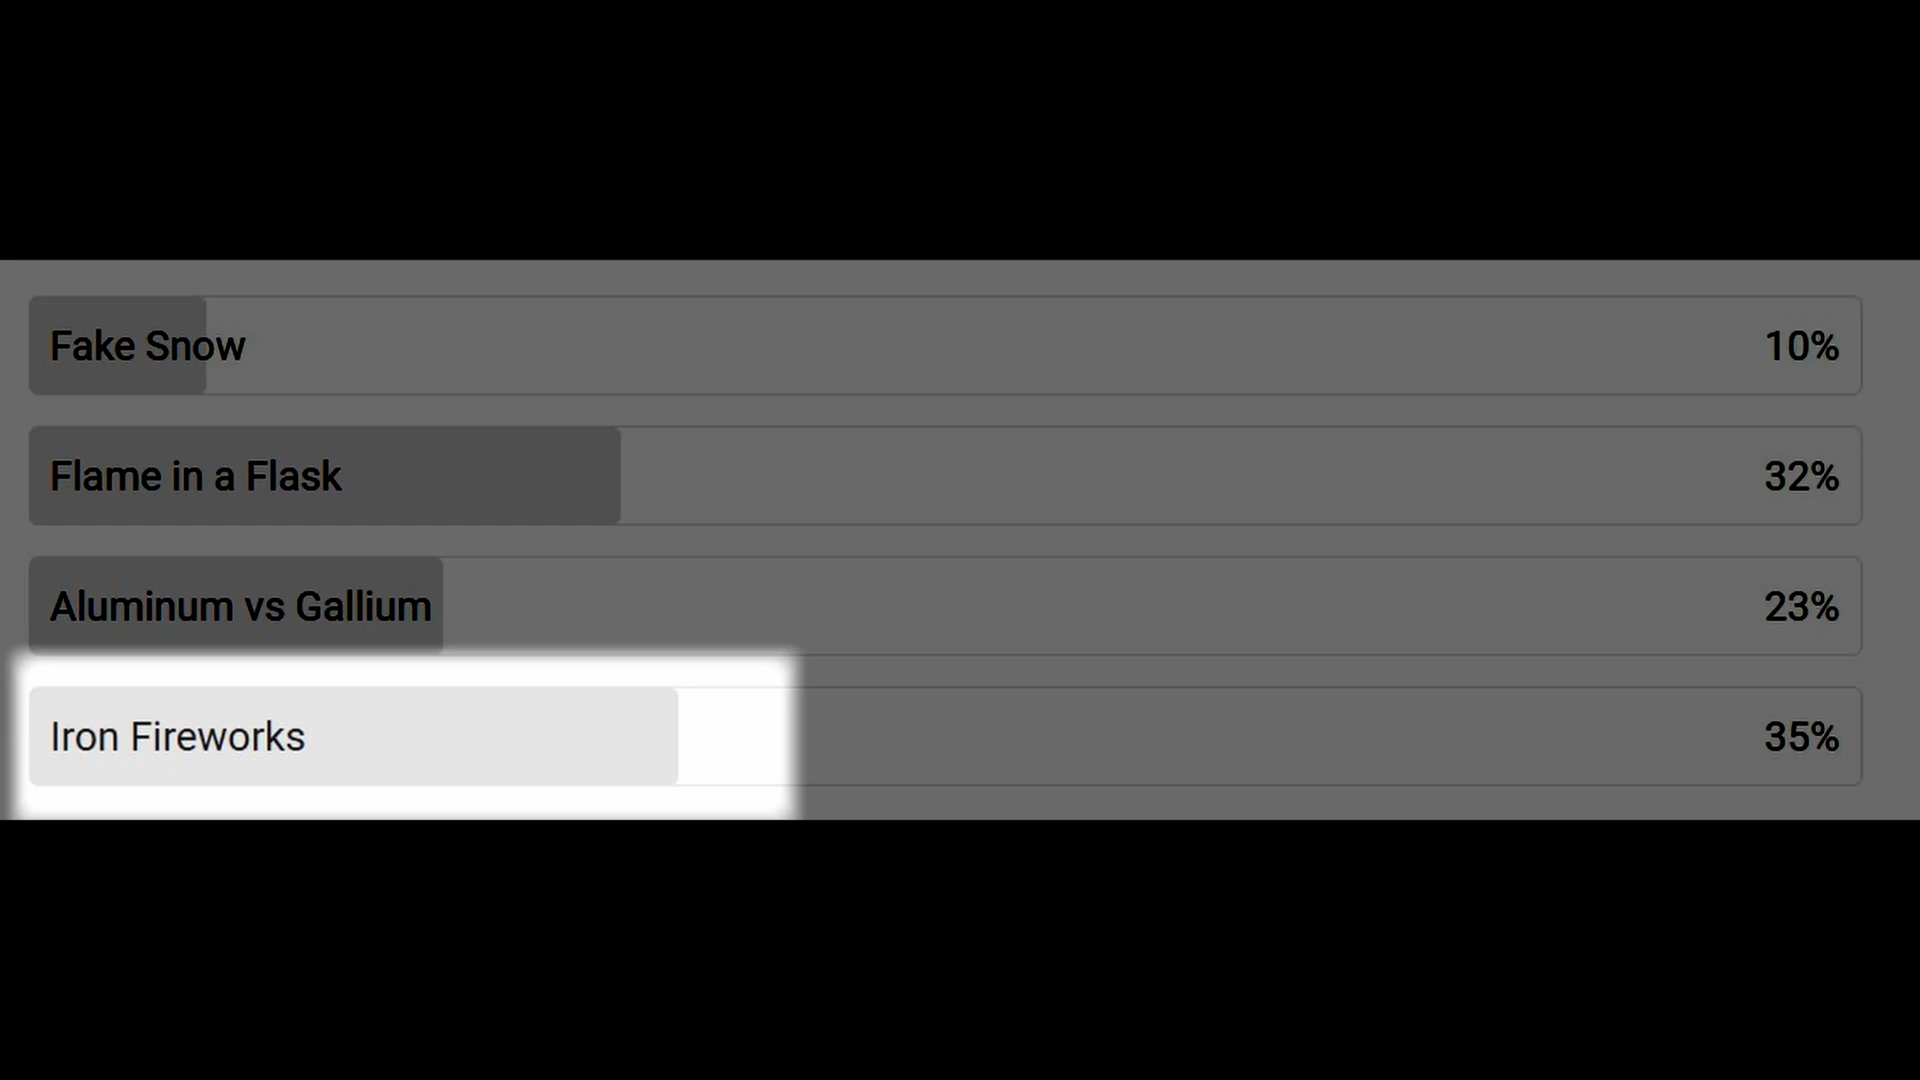 Fake Snow 10%
Flame in a Flask 32%
Aluminum vs Gallium 23%
Iron Fireworks 35%